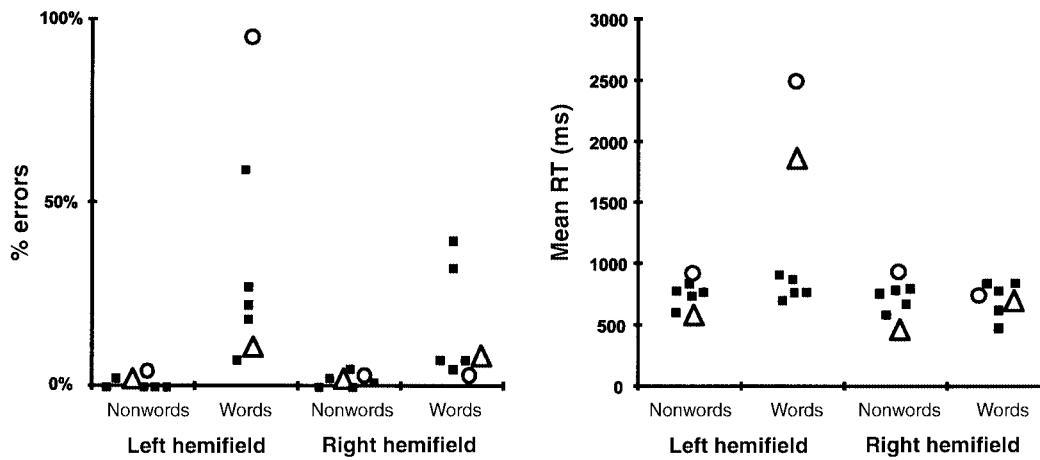 100%
50%
0%
% errors
Nonwords Words Nonwords Words
Left hemifield Right hemifield
3000
2500
2000
1500
1000
500
0
Mean RT (ms)
Nonwords Words Nonwords Words
Left hemifield Right hemifield